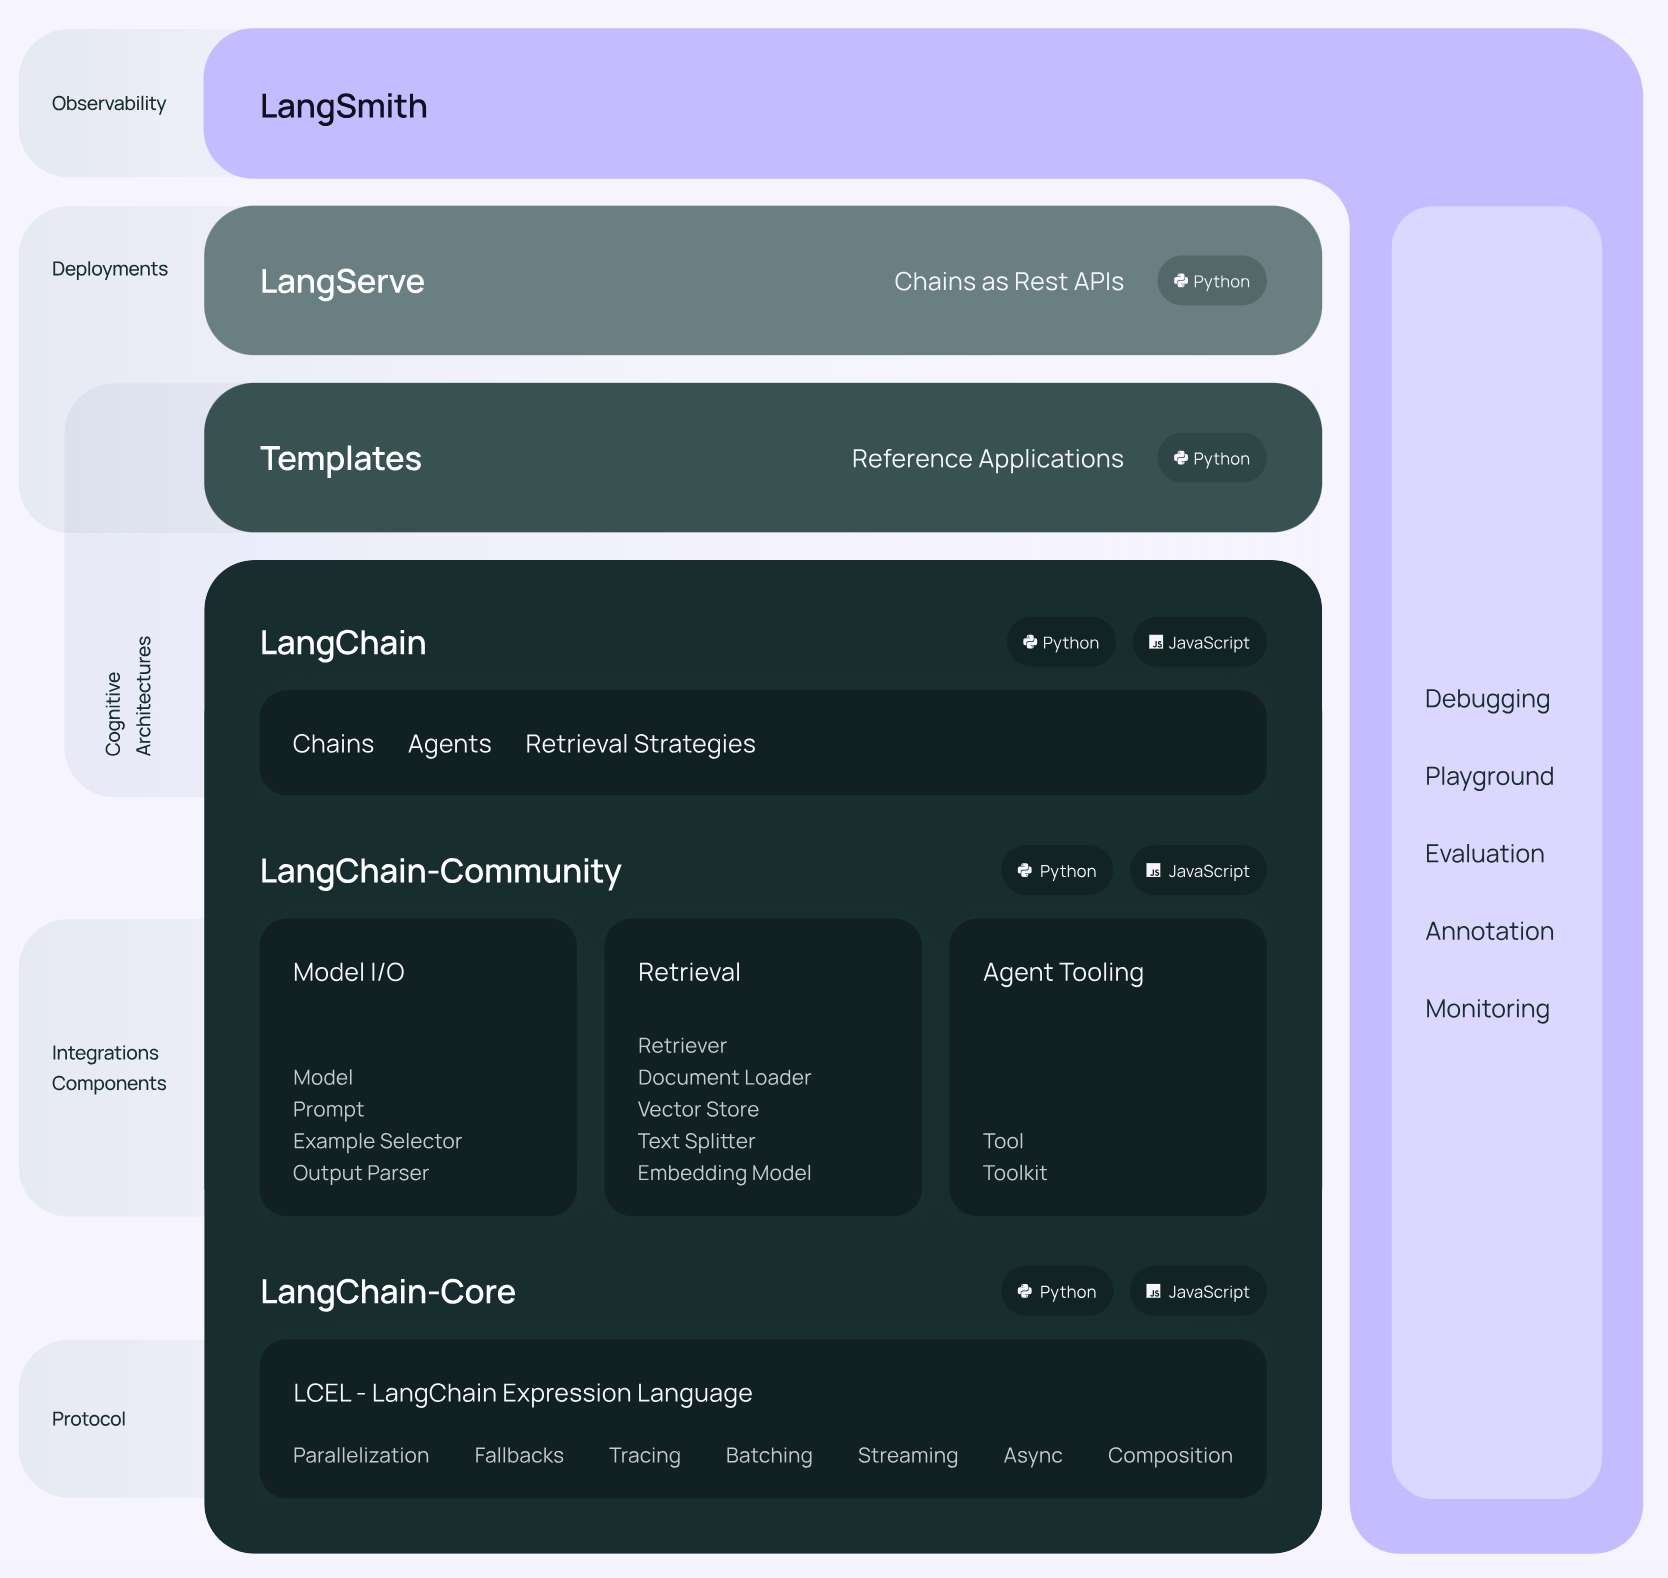 Observability
LangSmith
Deployments
LangServe
Chains as Rest APIs
Python
Templates
Reference Applications
Python
Cognitive
Architectures
LangChain
Python
JS JavaScript
Chains Agents Retrieval Strategies
LangChain-Community
Python
JS JavaScript
Integrations
Components
Model I/O
Model
Prompt
Example Selector
Output Parser
Retrieval
Retriever
Document Loader
Vector Store
Text Splitter
Embedding Model
Agent Tooling
Tool
Toolkit
LangChain-Core
Python
JS JavaScript
Protocol
LCEL - LangChain Expression Language
Parallelization Fallbacks Tracing Batching Streaming Async Composition
Debugging
Playground
Evaluation
Annotation
Monitoring